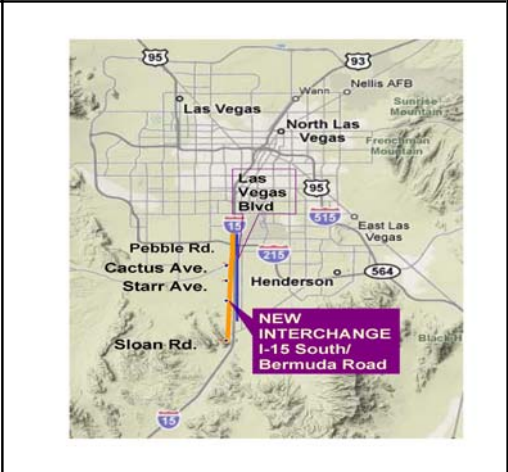 95
93
Nellis AFB
Wann
Las Vegas
Sunrise
Mountain
North Las
Vegas
Frenchman
Mountain
Las
Vegas
Blvd
95
15
515
East Las
Vegas
Pebble Rd.
215
Cactus Ave.
564
Starr Ave.
Henderson
NEW
INTERCHANGE
I-15 South/
Bermuda Road
Sloan Rd.
Black H
15